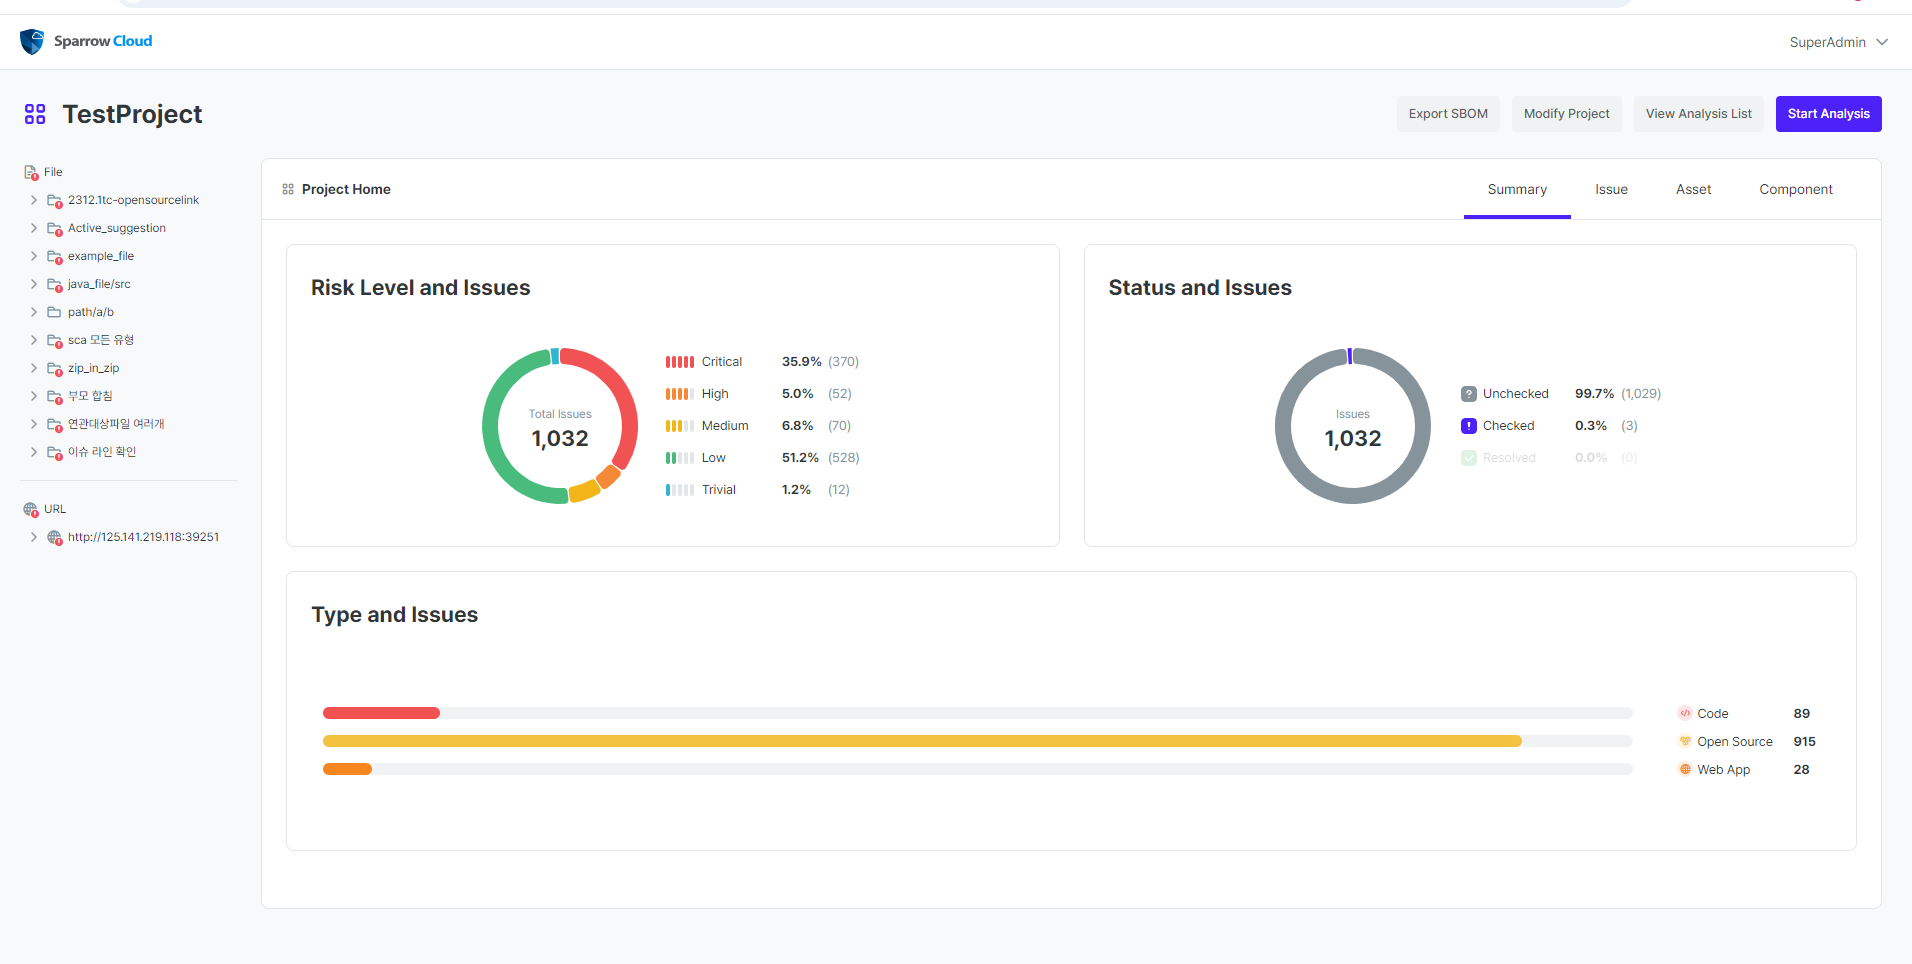 Sparrow Cloud
SuperAdmin
TestProject
Export SBOM
Modify Project
View Analysis List
Start Analysis
File
2312.1tc-opensourcelink
Active_suggestion
example_file
java_file/src
path/a/b
sca 모든 유형
zip_in_zip
부모 합침
연관대상파일 여러개
이슈 라인 확인
URL
http://125.141.219.118:39251
Project Home
Summary
Issue
Asset
Component
Risk Level and Issues
Total Issues
1,032
Critical 35.9% (370)
High 5.0% (52)
Medium 6.8% (70)
Low 51.2% (528)
Trivial 1.2% (12)
Status and Issues
Issues
1,032
Unchecked 99.7% (1,029)
Checked 0.3% (3)
Resolved 0.0% (0)
Type and Issues
Code 89
Open Source 915
Web App 28